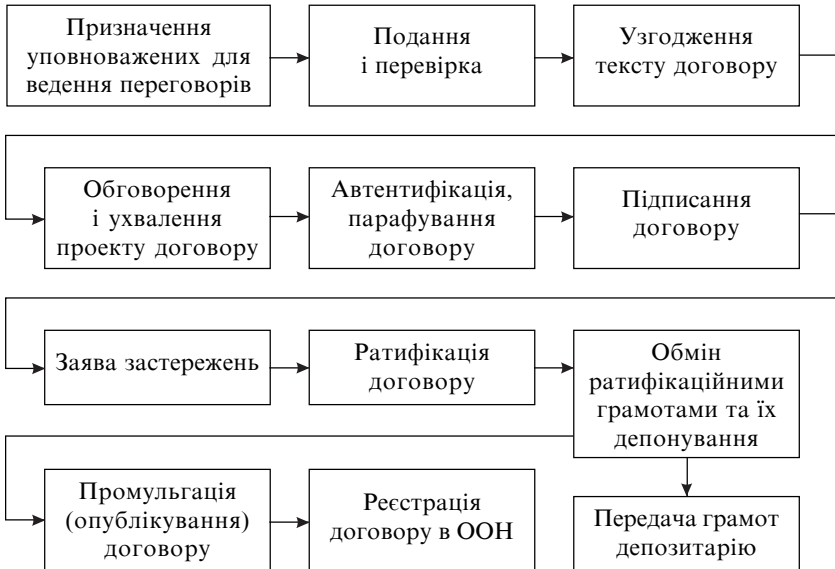 Призначення
уповноважених для
ведення переговорів
Подання
і перевірка
Узгодження
тексту договору
Обговорення
і ухвалення
проекту договору
Автентифікація,
парафування
договору
Підписання
договору
Заява застережень
Ратифікація
договору
Обмін
ратифікаційними
грамотами та їх
депонування
Промульгація
(опублікування)
договору
Реєстрація
договору в ООН
Передача грамот
депозитарію